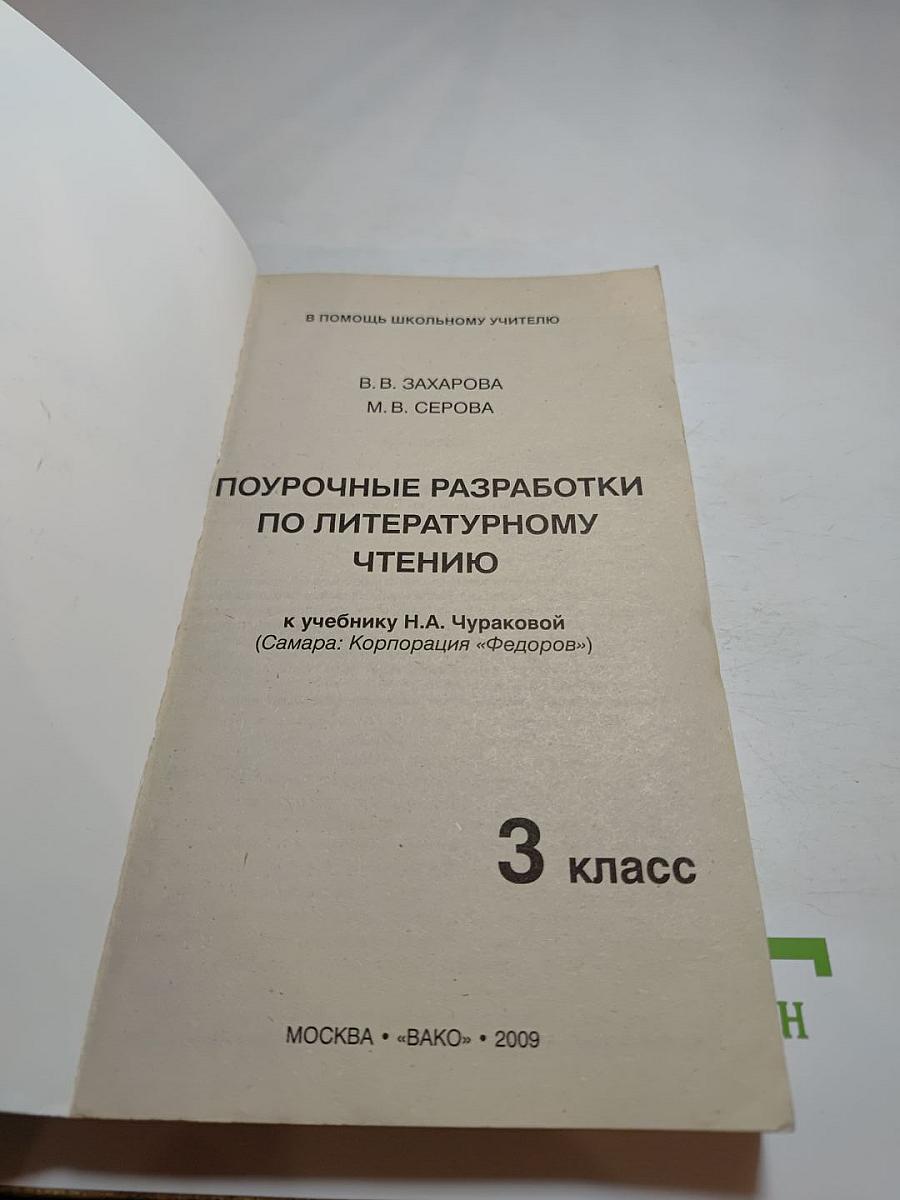 В ПОМОЩЬ ШКОЛЬНОМУ УЧИТЕЛЮ
В. В. ЗАХАРОВА
М. В. СЕРОВА
ПОУРОЧНЫЕ РАЗРАБОТКИ
ПО ЛИТЕРАТУРНОМУ
ЧТЕНИЮ
к учебнику Н.А. Чураковой
(Самара: Корпорация «Федоров»)
3 класс
МОСКВА • «ВАКО» • 2009
Н